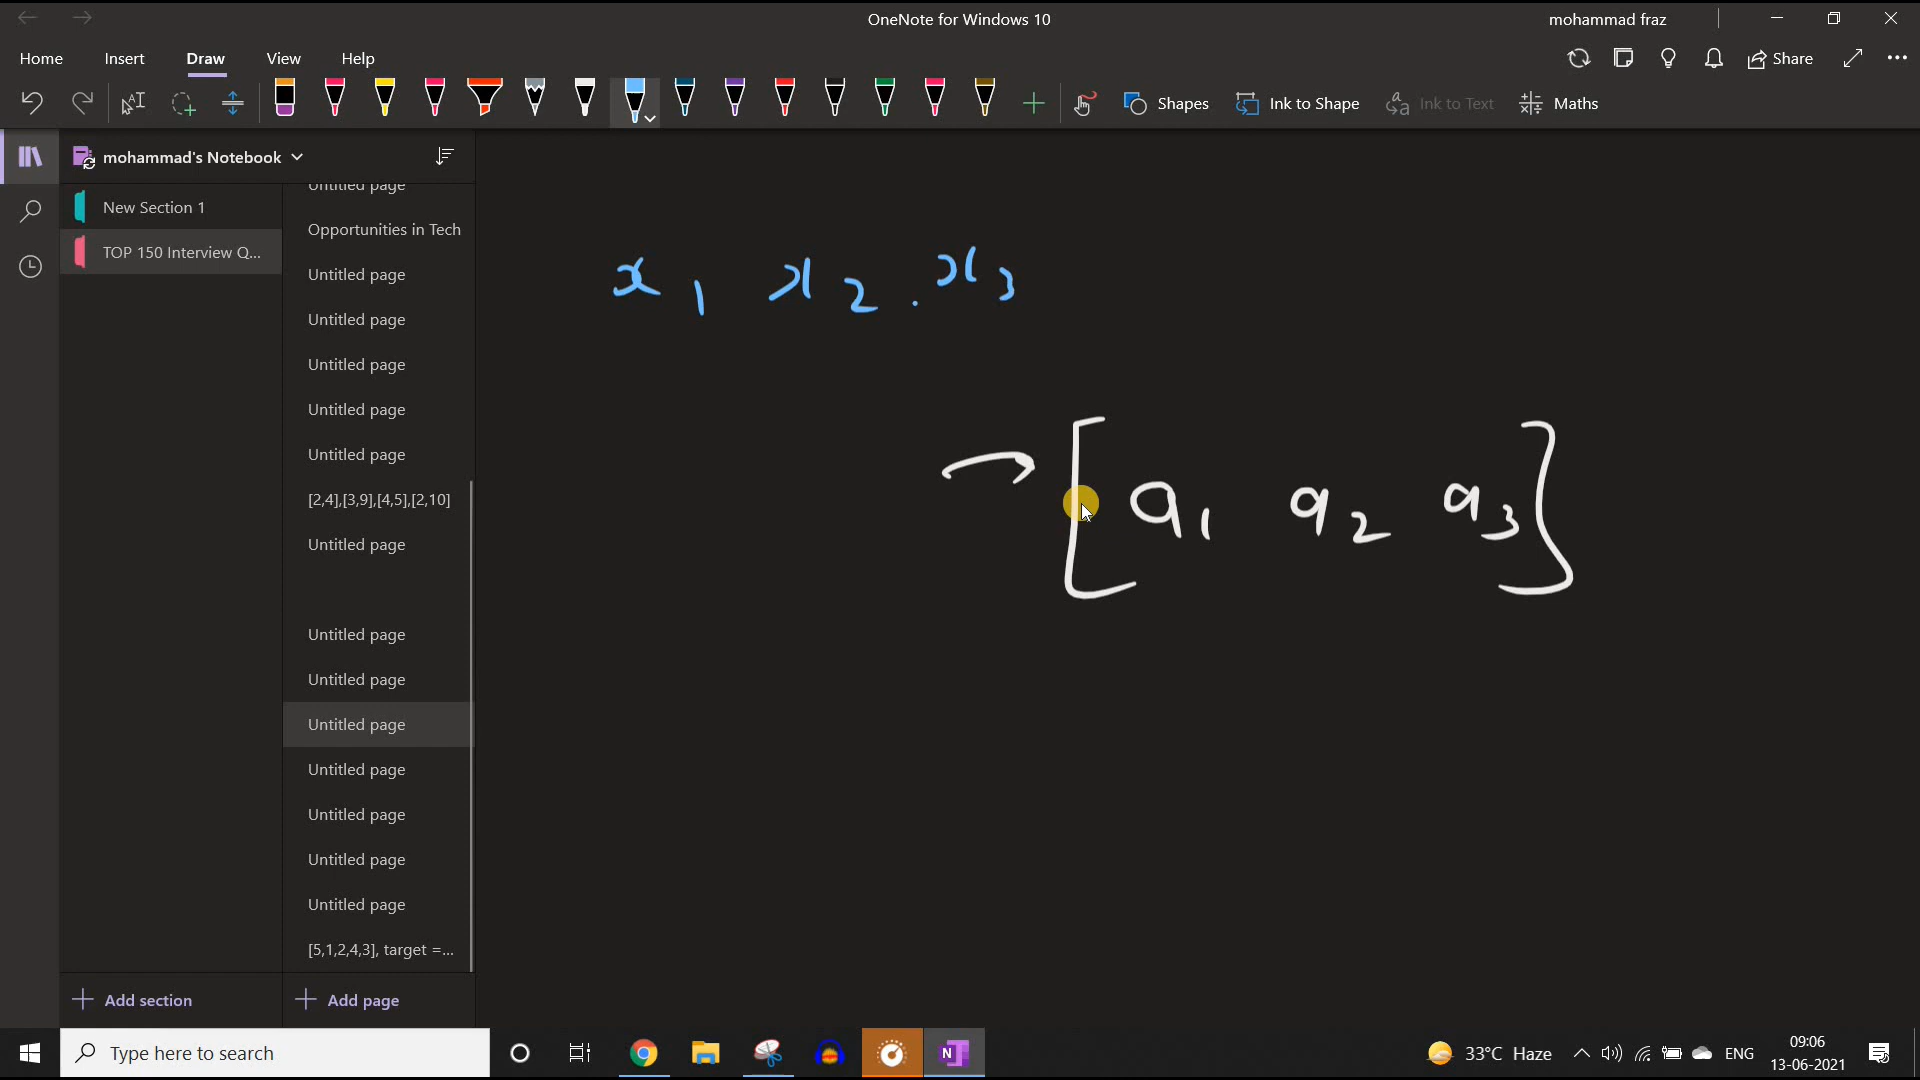 OneNote for Windows 10
mohammad fraz
Home Insert Draw View Help
Share
Shapes Ink to Shape Ink to Text Maths
mohammad's Notebook
New Section 1
TOP 150 Interview Q...
Untitled page
Opportunities in Tech
Untitled page
Untitled page
Untitled page
Untitled page
Untitled page
[2,4],[3,9],[4,5],[2,10]
Untitled page
Untitled page
Untitled page
Untitled page
Untitled page
Untitled page
Untitled page
Untitled page
[5,1,2,4,3], target =...
Add section
Add page
x1 x2 . x3
[ a1 a2 a3 ]
Type here to search
33°C Haze
ENG
09:06
13-06-2021